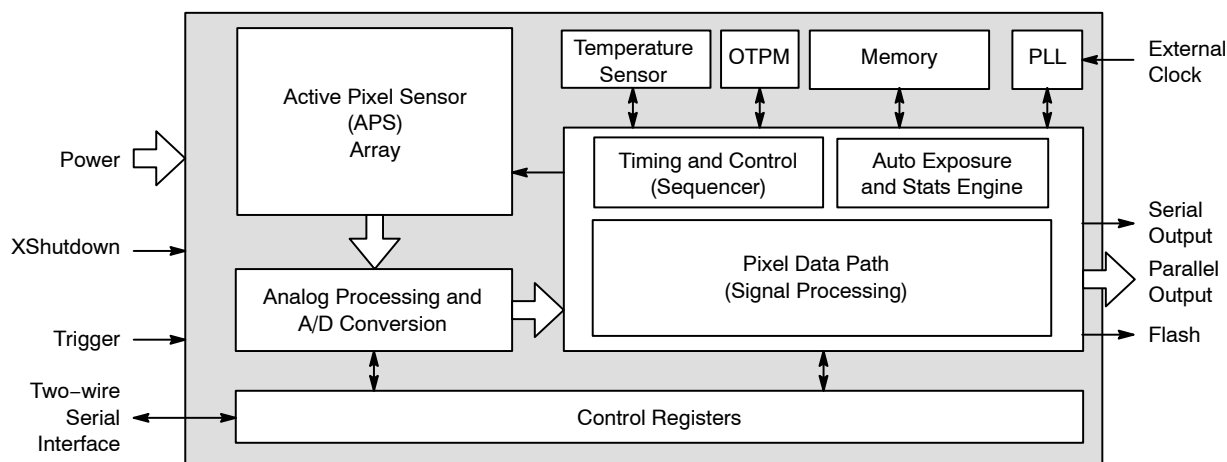 Temperature
Sensor
OTPM
Memory
PLL
External
Clock
Active Pixel Sensor
(APS)
Array
Power
Timing and Control
(Sequencer)
Auto Exposure
and Stats Engine
XShutdown
Serial
Output
Pixel Data Path
(Signal Processing)
Parallel
Output
Analog Processing and
A/D Conversion
Trigger
Flash
Two−wire
Serial
Interface
Control Registers